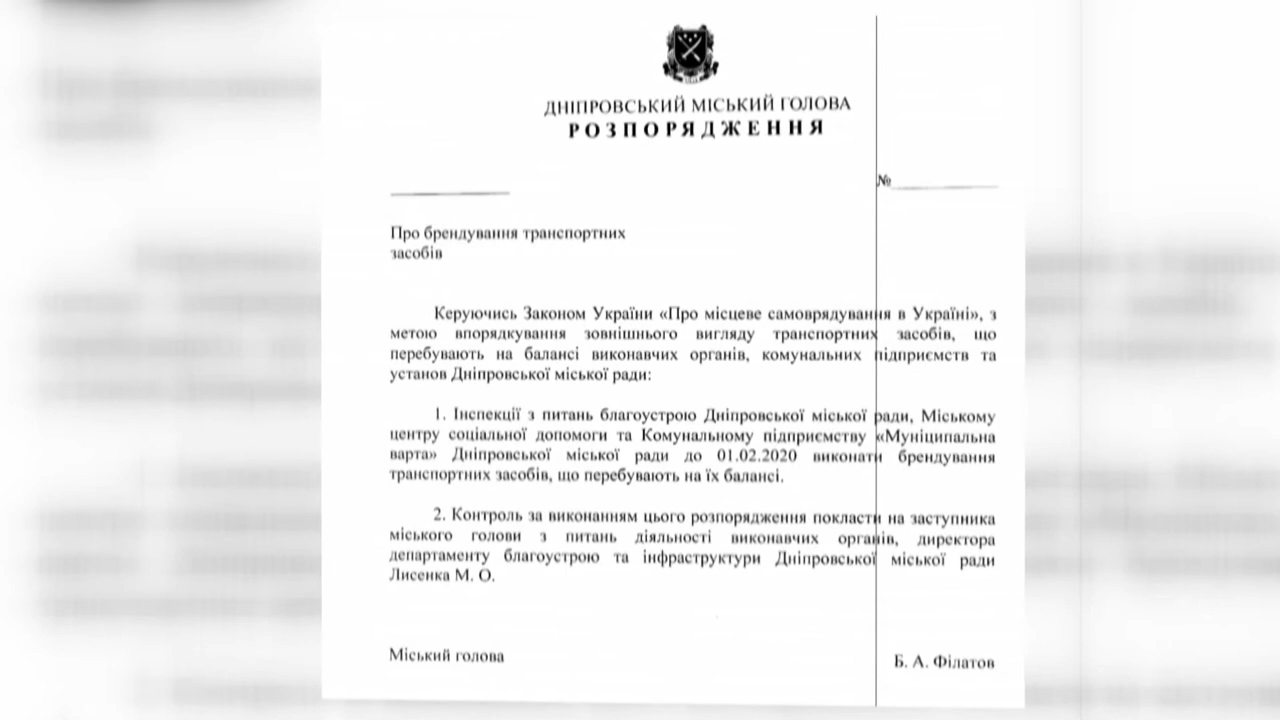 ДНІПРОВСЬКИЙ МІСЬКИЙ ГОЛОВА
РОЗПОРЯДЖЕННЯ
№
Про брендування транспортних
засобів
Керуючись Законом України «Про місцеве самоврядування в Україні», з
метою впорядкування зовнішнього вигляду транспортних засобів, що
перебувають на балансі виконавчих органів, комунальних підприємств та
установ Дніпровської міської ради:
1. Інспекції з питань благоустрою Дніпровської міської ради, Міському
центру соціальної допомоги та Комунальному підприємству «Муніципальна
варта» Дніпровської міської ради до 01.02.2020 виконати брендування
транспортних засобів, що перебувають на їх балансі.
2. Контроль за виконанням цього розпорядження покласти на заступника
міського голови з питань діяльності виконавчих органів, директора
департаменту благоустрою та інфраструктури Дніпровської міської ради
Лисенка М. О.
Міський голова
Б. А. Філатов